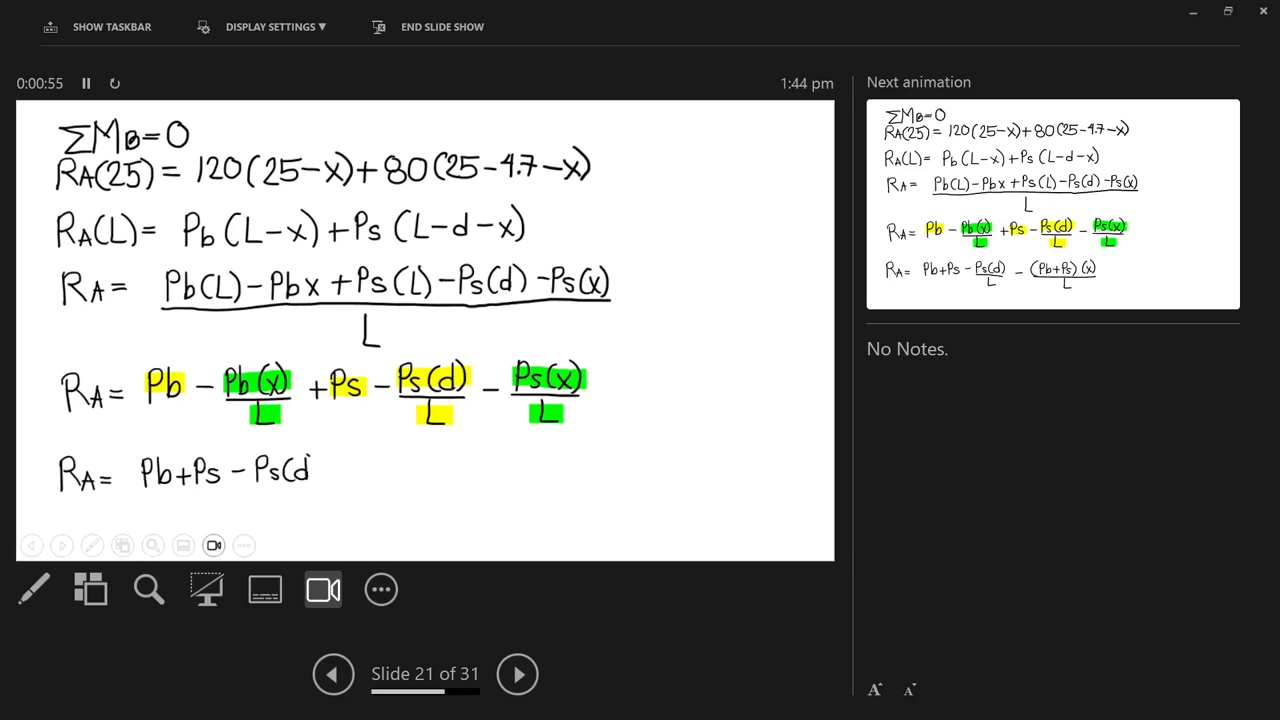 SHOW TASKBAR DISPLAY SETTINGS ▼ END SLIDE SHOW
0:00:55 1:44 pm
ΣMB=0
RA(25) = 120(25-x)+80(25-4.7-x)
RA(L)= Pb(L-x)+Ps(L-d-x)
RA= Pb(L)-Pbx+Ps(L)-Ps(d)-Ps(x)
L
RA= Pb - Pb(x)/L + Ps - Ps(d)/L - Ps(x)/L
RA= Pb+Ps - Ps(d
Slide 21 of 31
Next animation
ΣMB=0
RA(25)= 120(25-x)+80(25-4.7-x)
RA(L)= Pb(L-x)+Ps(L-d-x)
RA= Pb(L)-Pbx+Ps(L)-Ps(d)-Ps(x)
L
RA= Pb - Pb(x)/L + Ps - Ps(d)/L - Ps(x)/L
RA= Pb+Ps - Ps(d)/L - (Pb+Ps)(x)/L
No Notes.
A A